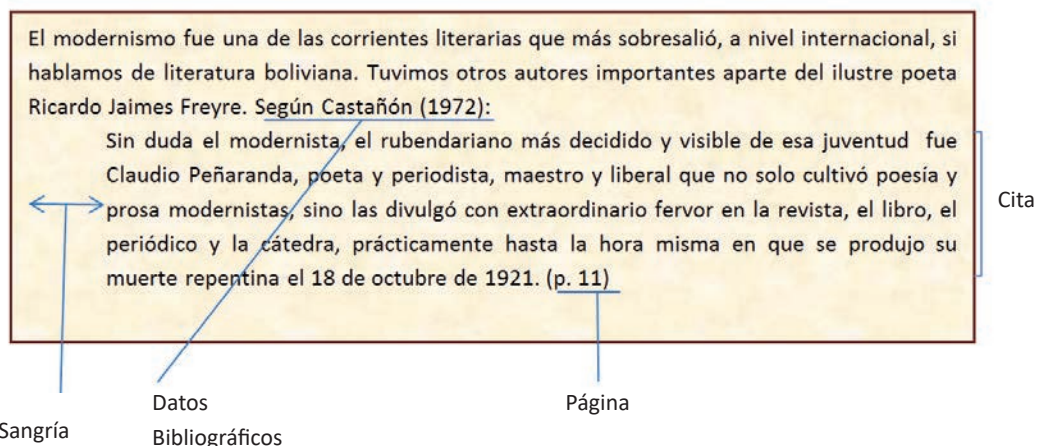 El modernismo fue una de las corrientes literarias que más sobresalió, a nivel internacional, si
hablamos de literatura boliviana. Tuvimos otros autores importantes aparte del ilustre poeta
Ricardo Jaimes Freyre. Según Castañón (1972):
Sin duda el modernista, el rubendariano más decidido y visible de esa juventud fue
Claudio Peñaranda, poeta y periodista, maestro y liberal que no solo cultivó poesía y
prosa modernistas, sino las divulgó con extraordinario fervor en la revista, el libro, el
periódico y la cátedra, prácticamente hasta la hora misma en que se produjo su
muerte repentina el 18 de octubre de 1921. (p. 11)
Cita
Sangría
Datos
Bibliográficos
Página